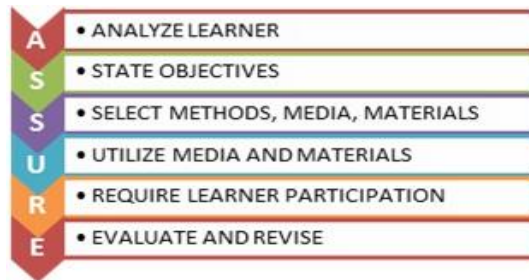 A • ANALYZE LEARNER
S • STATE OBJECTIVES
S • SELECT METHODS, MEDIA, MATERIALS
U • UTILIZE MEDIA AND MATERIALS
R • REQUIRE LEARNER PARTICIPATION
E • EVALUATE AND REVISE